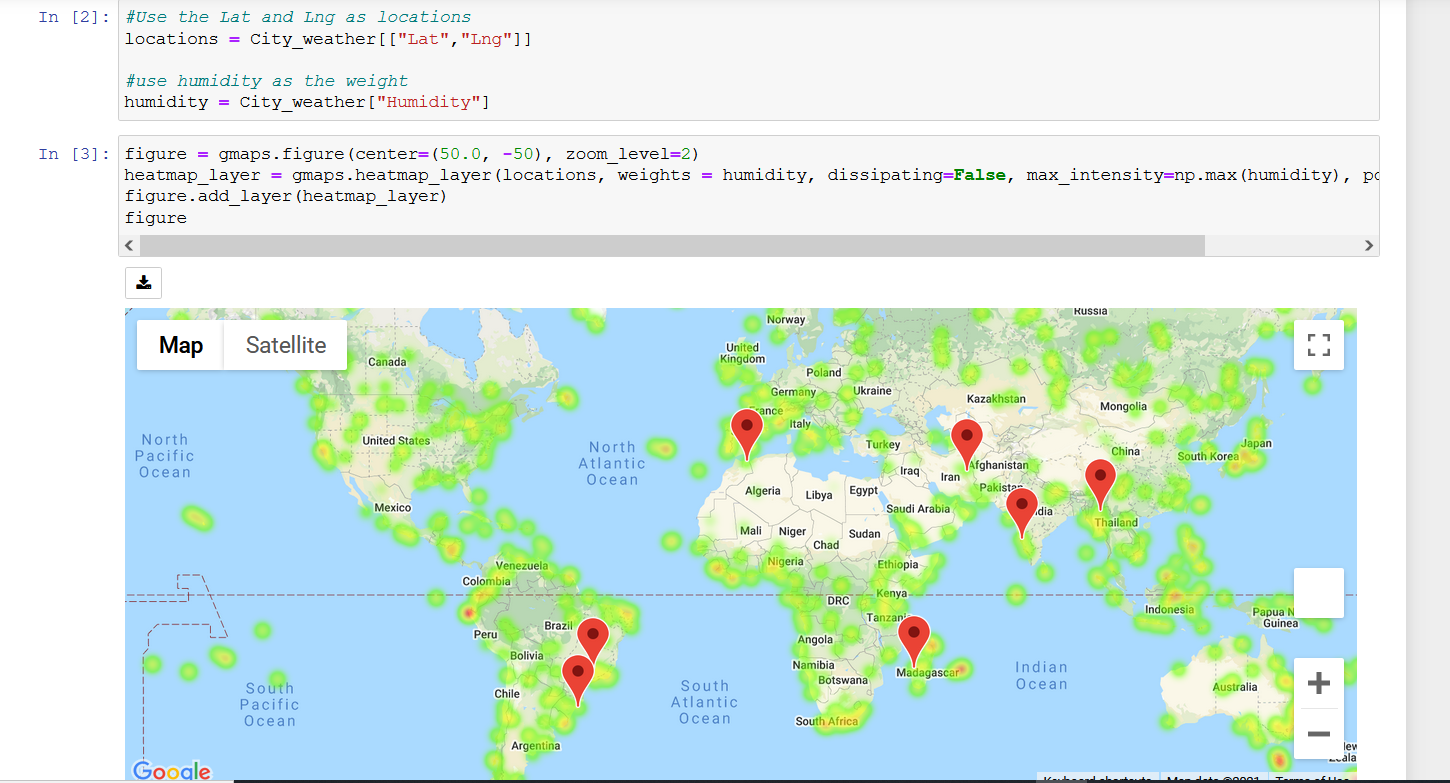 In [2]:
#Use the Lat and Lng as locations
locations = City_weather[["Lat","Lng"]]
#use humidity as the weight
humidity = City_weather["Humidity"]
In [3]:
figure = gmaps.figure(center=(50.0, -50), zoom_level=2)
heatmap_layer = gmaps.heatmap_layer(locations, weights = humidity, dissipating=False, max_intensity=np.max(humidity), po
figure.add_layer(heatmap_layer)
figure
Map
Satellite
Russia
Norway
Canada
United
Kingdom
Poland
Germany
Ukraine
Kazakhstan
Mongolia
France
Italy
North
Pacific
Ocean
United States
North
Atlantic
Ocean
Turkey
China
Japan
South Korea
Iraq
Iran
Afghanistan
Algeria
Libya
Egypt
Pakistan
Mexico
Saudi Arabia
dia
Thailand
Mali
Niger
Chad
Sudan
Venezuela
Nigeria
Ethiopia
Colombia
DRC
Kenya
Indonesia
Papua N
Guinea
Brazil
Tanzania
Peru
Angola
Bolivia
Namibia
Botswana
Madagascar
Indian
Ocean
Chile
South
Pacific
Ocean
South
Atlantic
Ocean
Australia
South Africa
Argentina
New
Zeala
Google
Keyboard shortcuts
Map data ©2021
Terms of Use